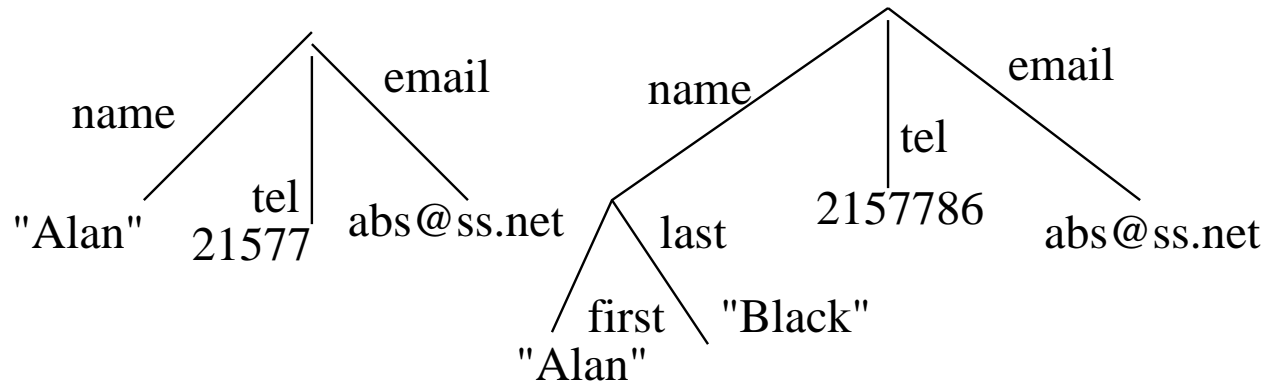 name
email
tel
"Alan"
21577
abs@ss.net
name
email
tel
2157786
abs@ss.net
last
first
"Black"
"Alan"